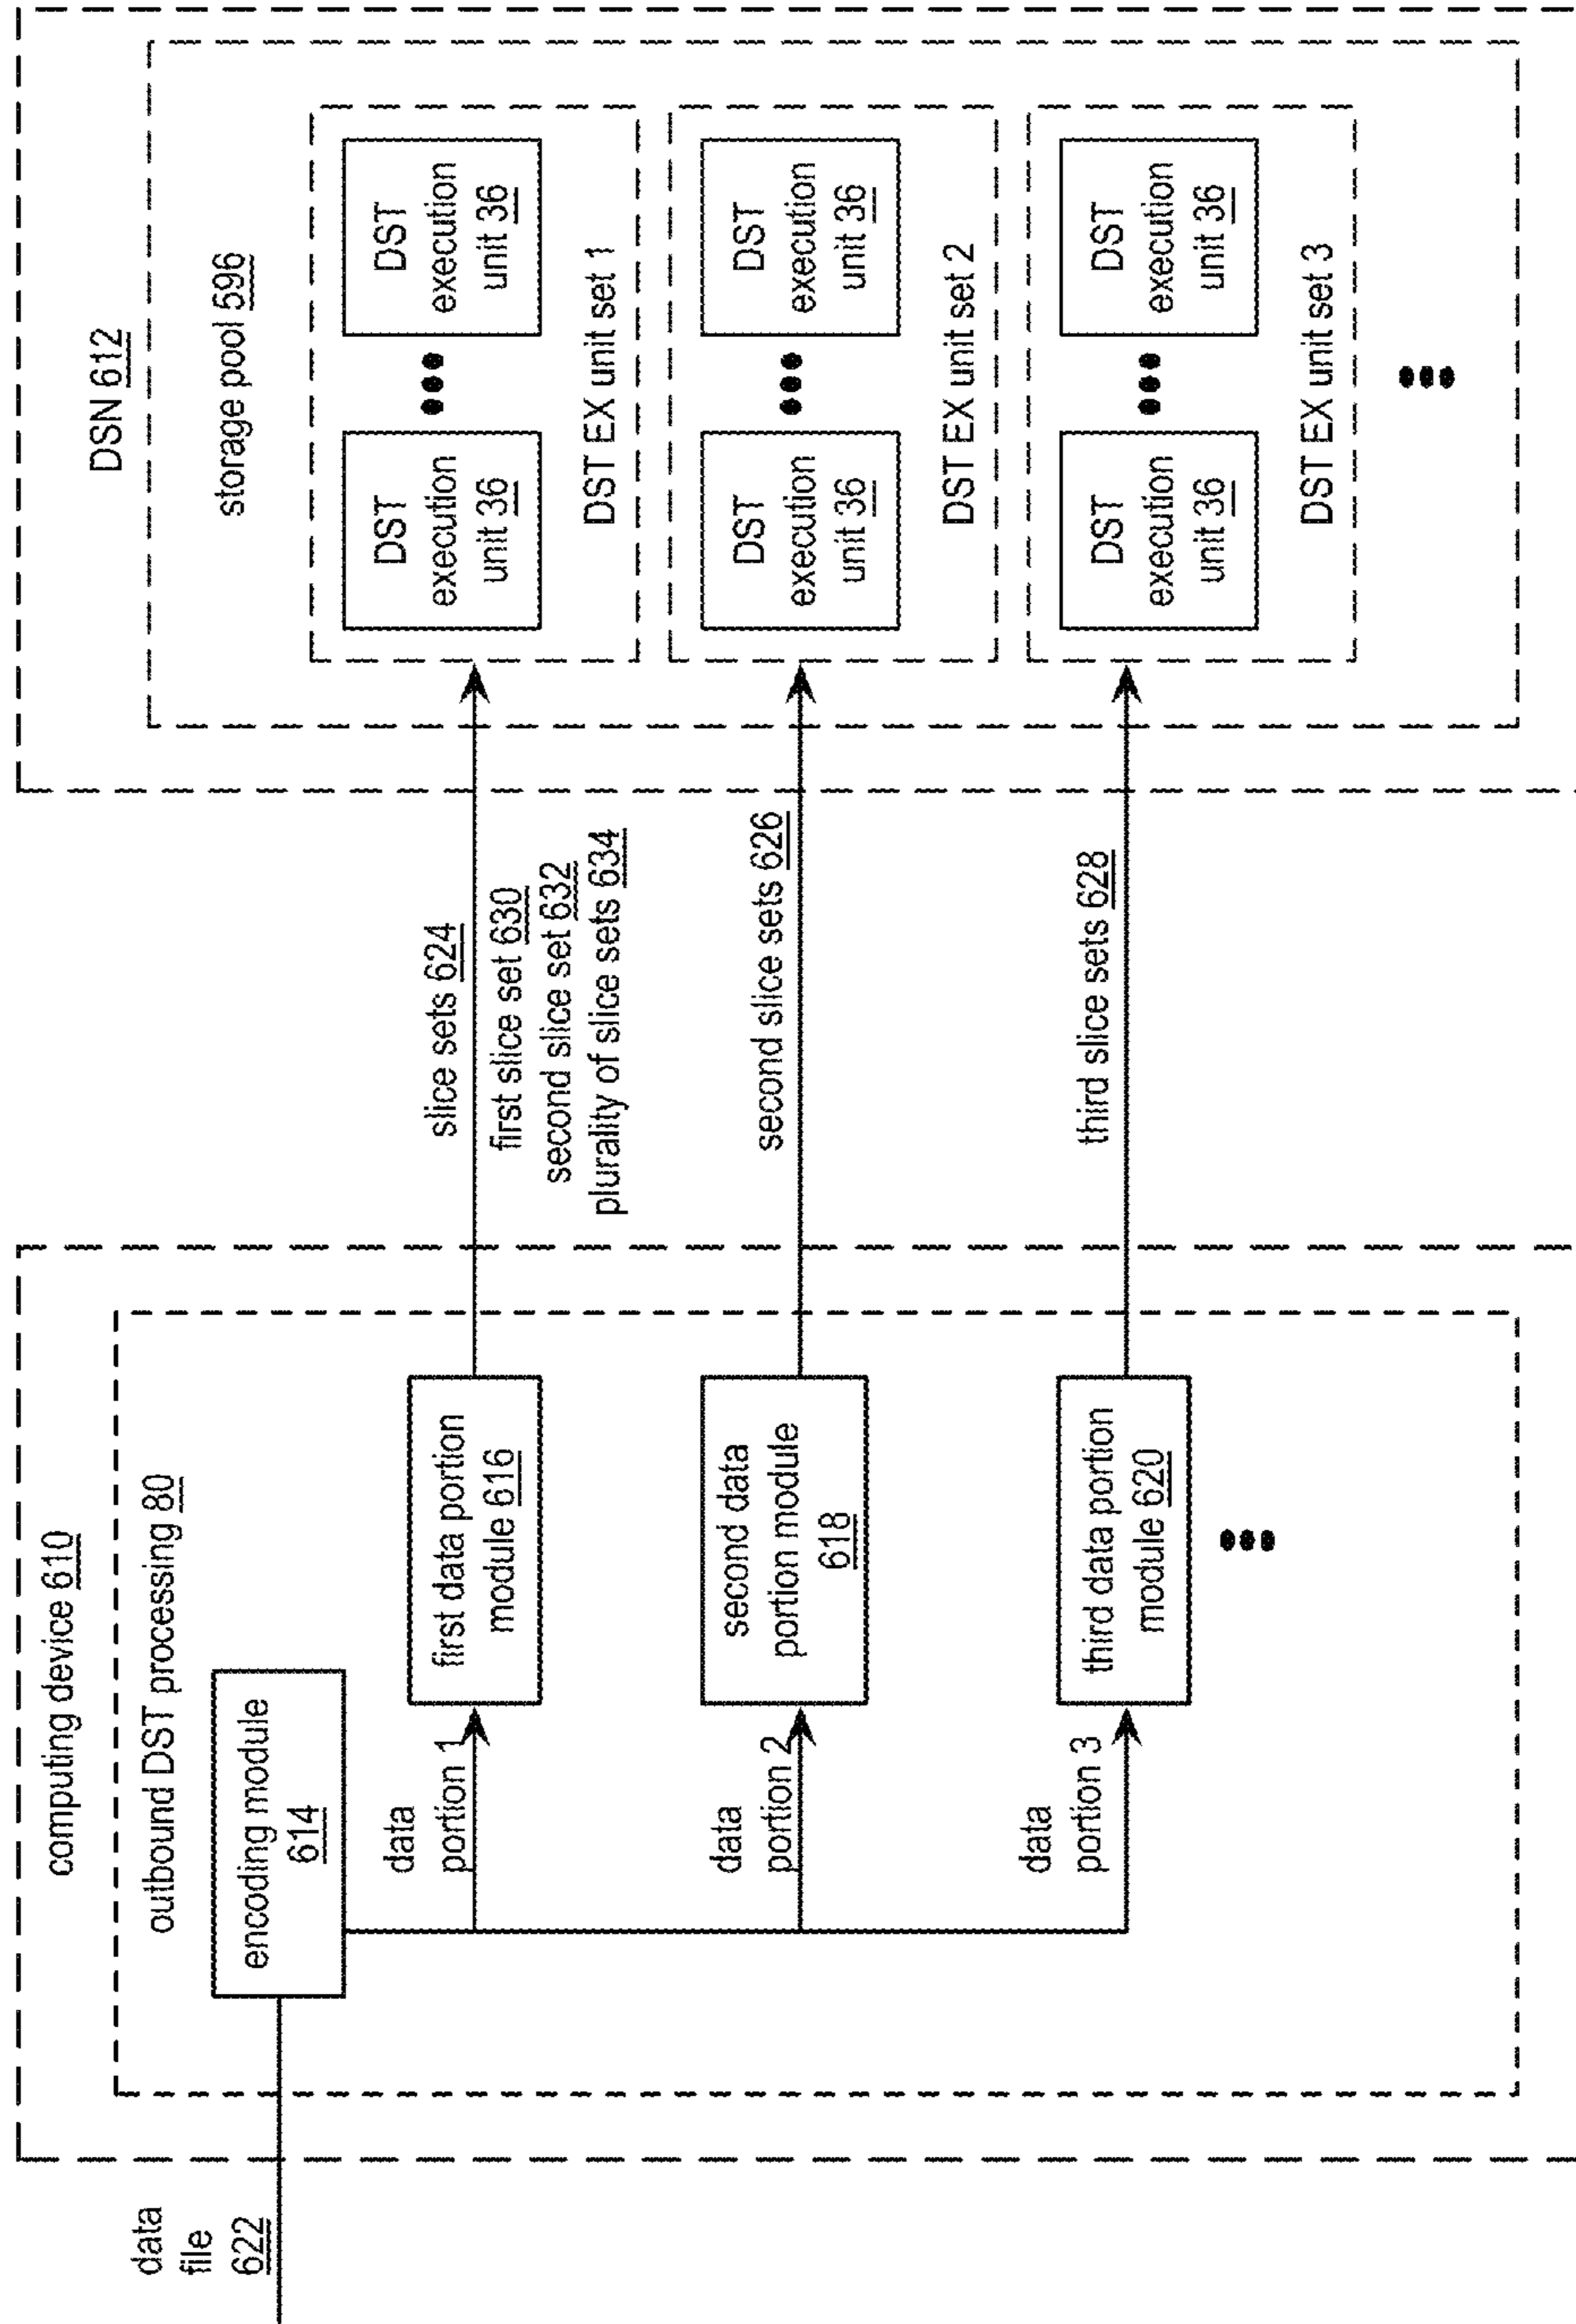 computing device 610
outbound DST processing 80
data
file
622
encoding module
614
data
portion 1
first data portion
module 616
data
portion 2
second data
portion module
618
data
portion 3
third data portion
module 620
slice sets 624
first slice set 630
second slice set 632
plurality of slice sets 634
second slice sets 626
third slice sets 628
DSN 612
storage pool 596
DST
execution
unit 36
DST
execution
unit 36
DST EX unit set 1
DST
execution
unit 36
DST
execution
unit 36
DST EX unit set 2
DST
execution
unit 36
DST
execution
unit 36
DST EX unit set 3